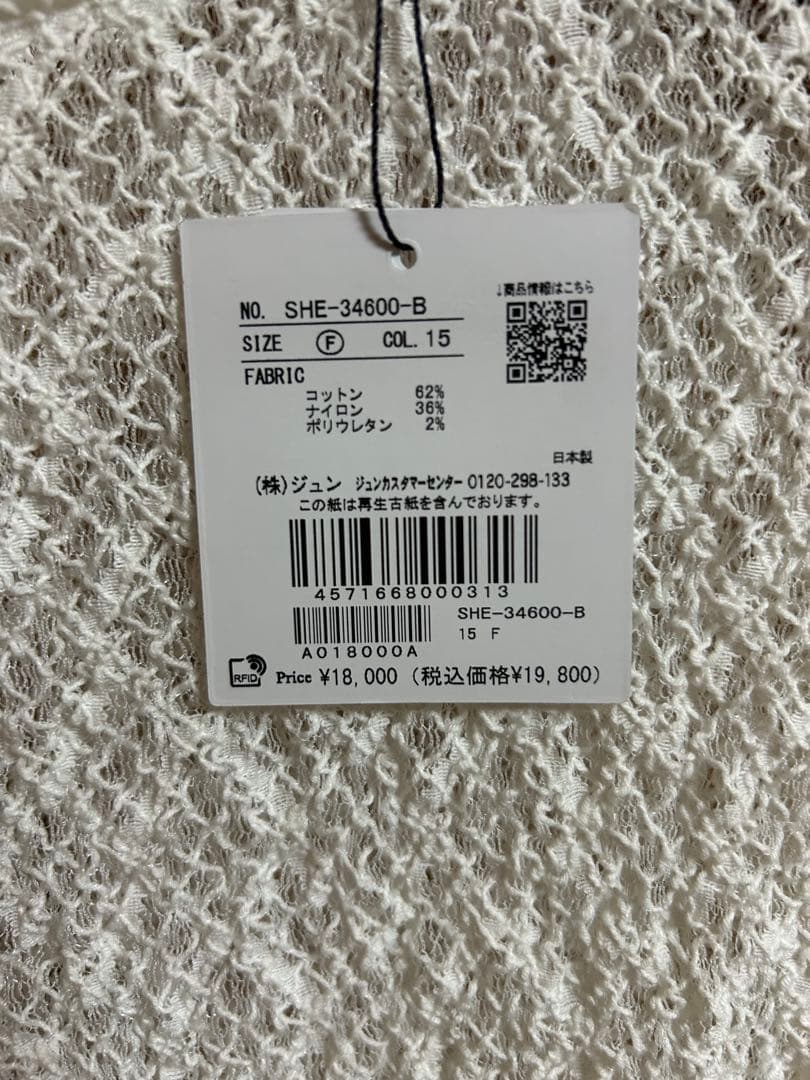 NO. SHE-34600-B
↓商品情報はこちら
SIZE Ⓕ COL. 15
FABRIC
コットン 62%
ナイロン 36%
ポリウレタン 2%
日本製
(株)ジュン ジュンカスタマーセンター 0120-298-133
この紙は再生古紙を含んでおります。
4571668000313
SHE-34600-B
15 F
A018000A
RFID Price ¥18,000 (税込価格¥19,800)